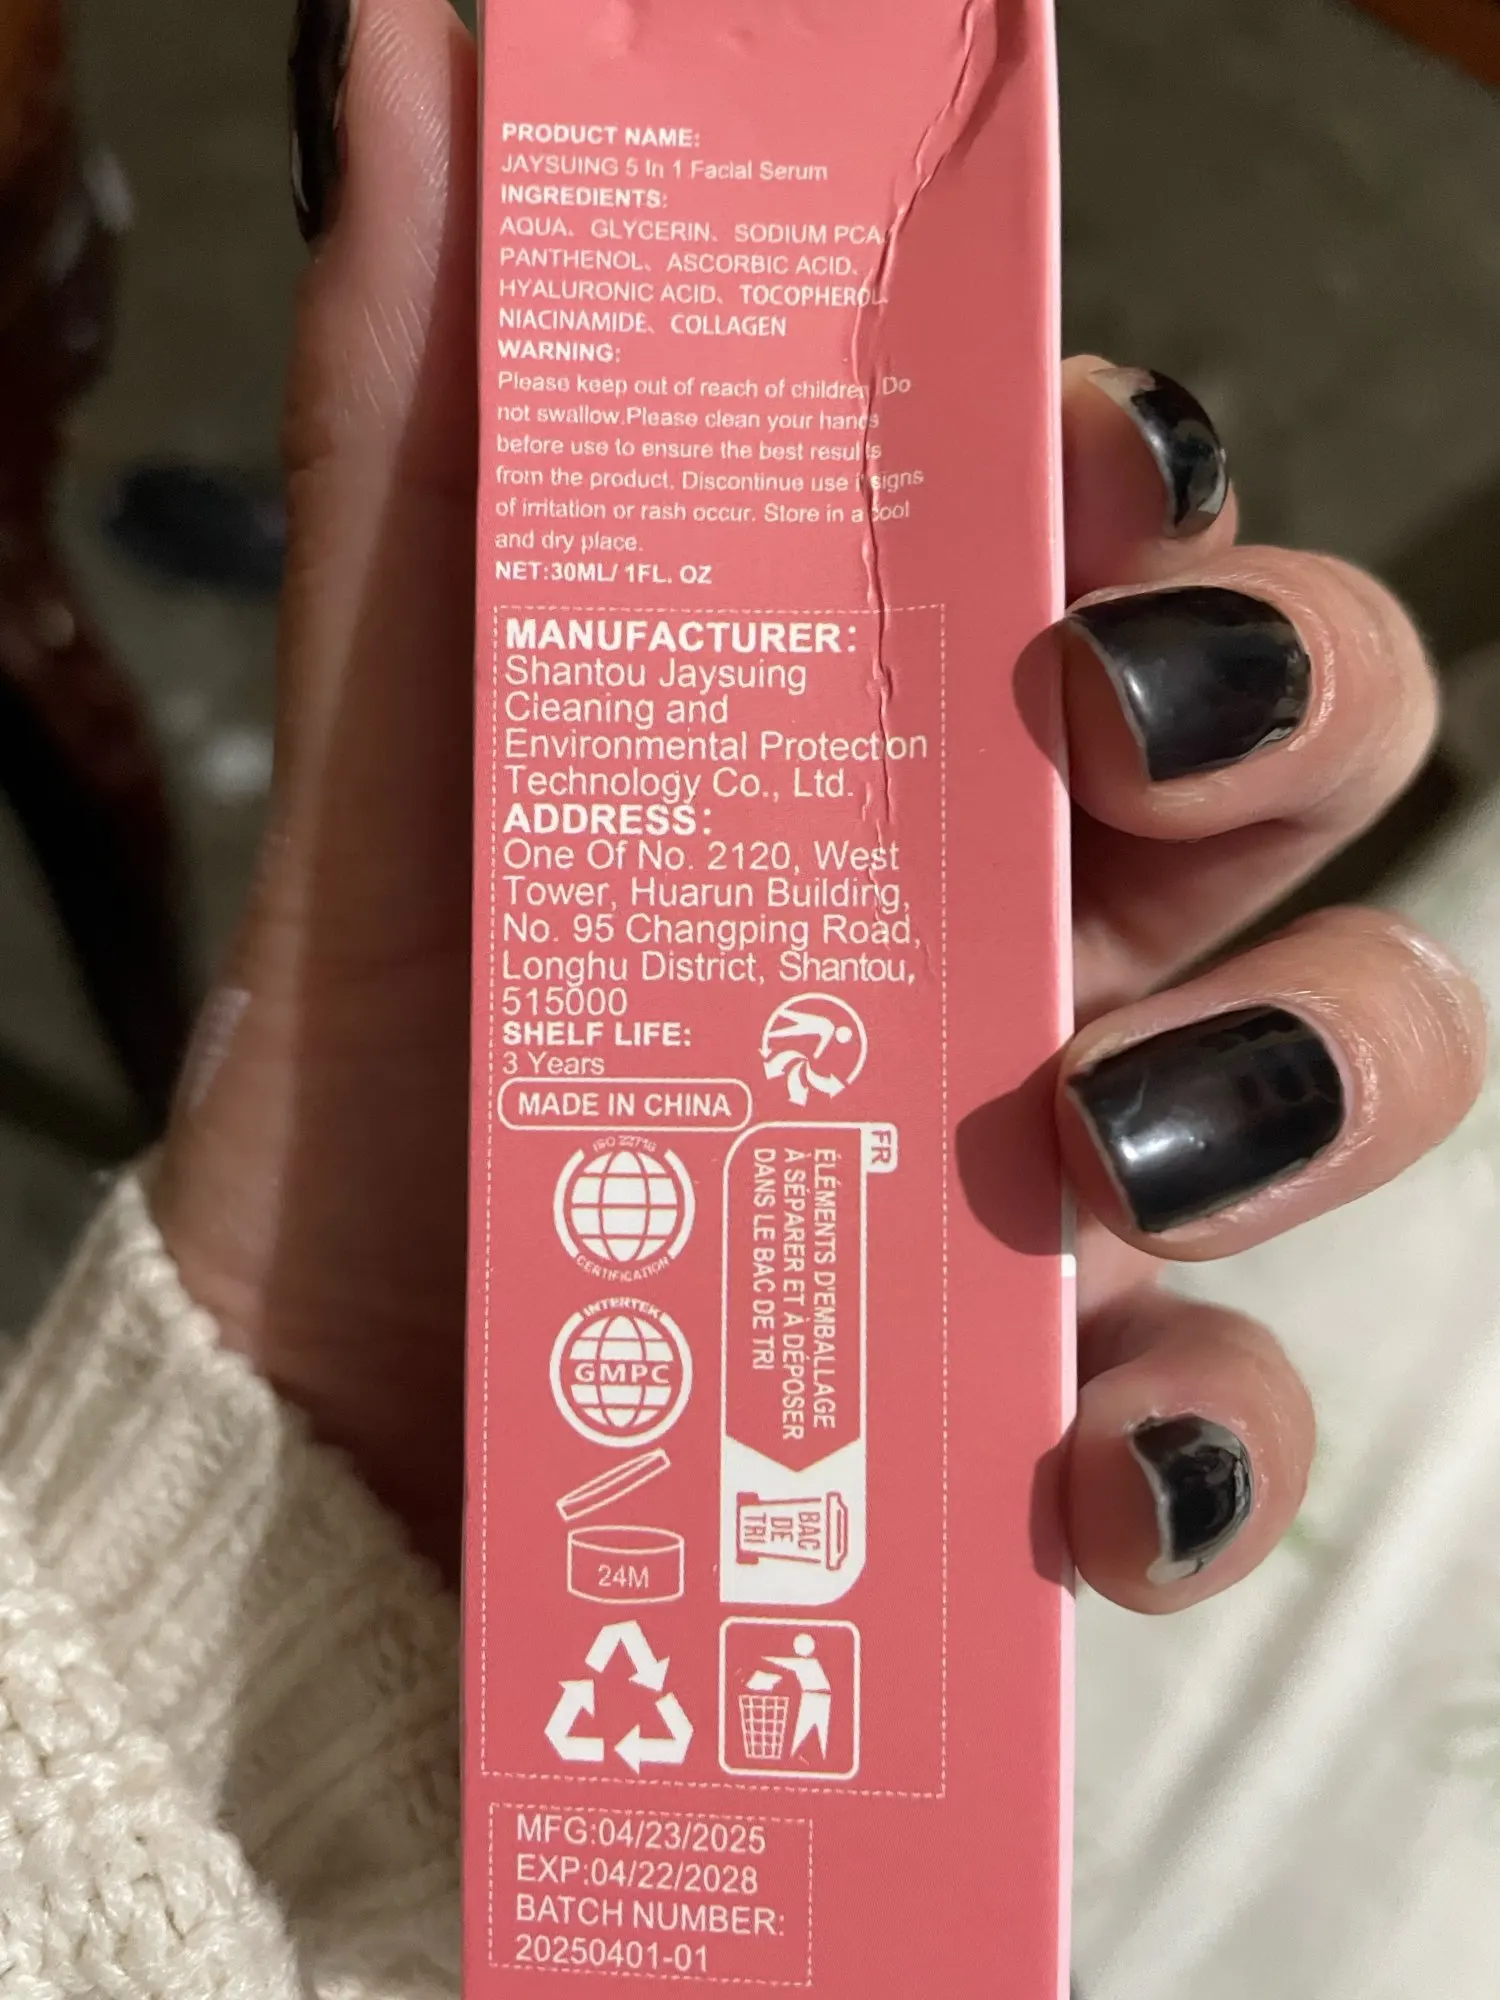 PRODUCT NAME:
JAYSUING 5 In 1 Facial Serum
INGREDIENTS:
AQUA、GLYCERIN、SODIUM PCA、
PANTHENOL、ASCORBIC ACID、
HYALURONIC ACID、TOCOPHEROL、
NIACINAMIDE、COLLAGEN
WARNING:
Please keep out of reach of children. Do
not swallow.Please clean your hands
before use to ensure the best results
from the product. Discontinue use if signs
of irritation or rash occur. Store in a cool
and dry place.
NET:30ML/ 1FL. OZ
MANUFACTURER:
Shantou Jaysuing
Cleaning and
Environmental Protection
Technology Co., Ltd.
ADDRESS:
One Of No. 2120, West
Tower, Huarun Building,
No. 95 Changping Road,
Longhu District, Shantou,
515000
SHELF LIFE:
3 Years
MADE IN CHINA
ISO 22716
CERTIFICATION
INTERTEK
GMPC
24M
FR
ÉLÉMENTS D'EMBALLAGE
À SÉPARER ET À DÉPOSER
DANS LE BAC DE TRI
BAC
DE
TRI
MFG:04/23/2025
EXP:04/22/2028
BATCH NUMBER:
20250401-01